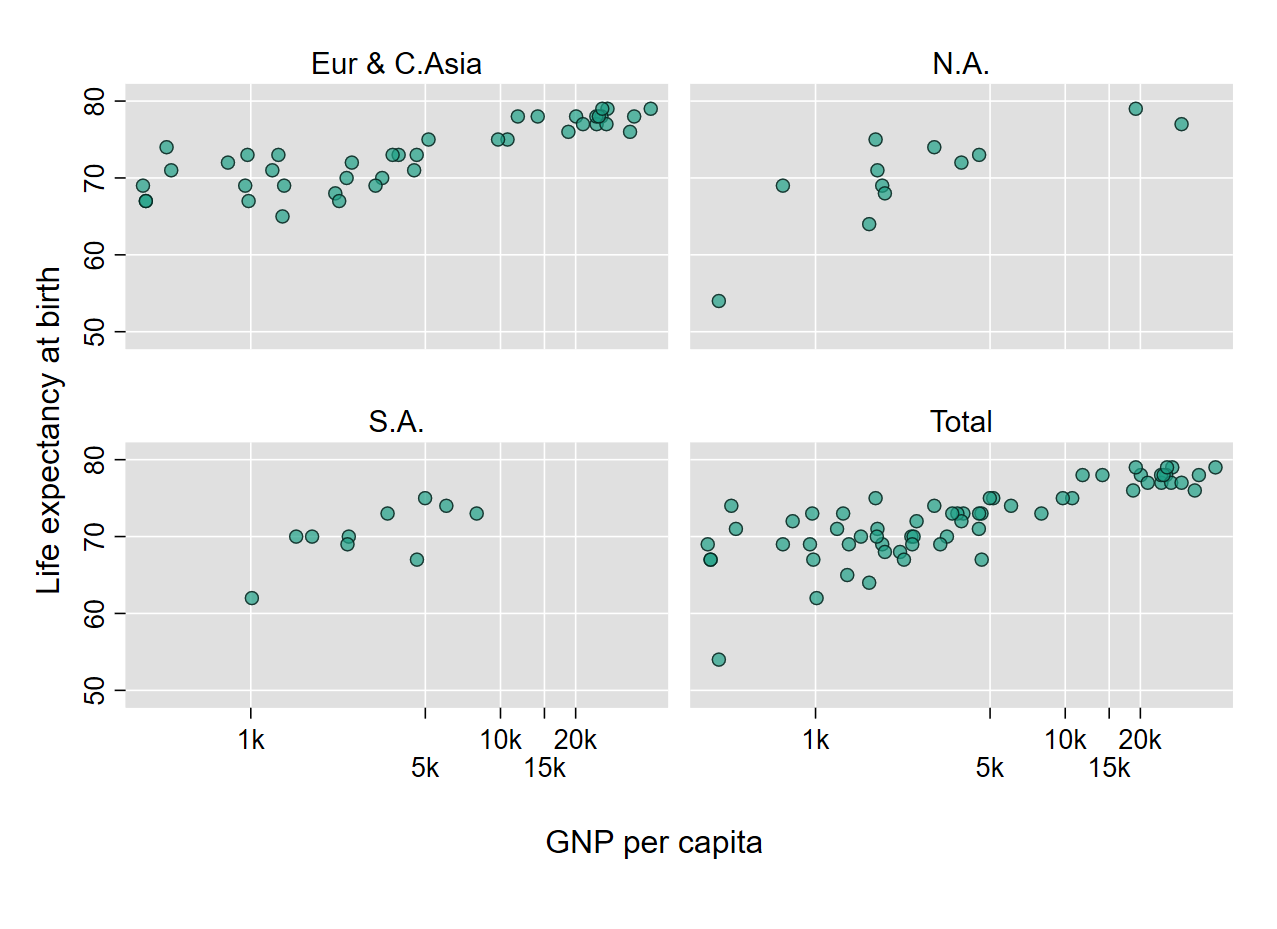 Eur & C.Asia
N.A.
80
70
60
50
Life expectancy at birth
S.A.
Total
80
70
60
50
1k
10k
20k
5k
15k
1k
10k
20k
5k
15k
GNP per capita